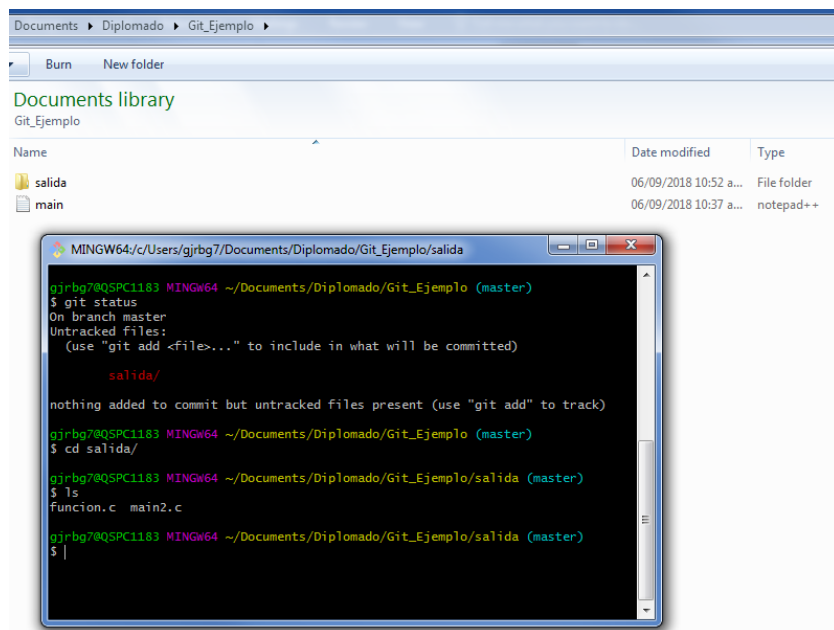 Documents ▸ Diplomado ▸ Git_Ejemplo ▸
Burn New folder
Documents library
Git_Ejemplo
Name Date modified Type
salida 06/09/2018 10:52 a... File folder
main 06/09/2018 10:37 a... notepad++
MINGW64:/c/Users/gjrbg7/Documents/Diplomado/Git_Ejemplo/salida
gjrbg7@QSPC1183 MINGW64 ~/Documents/Diplomado/Git_Ejemplo (master)
$ git status
On branch master
Untracked files:
(use "git add <file>..." to include in what will be committed)
salida/
nothing added to commit but untracked files present (use "git add" to track)
gjrbg7@QSPC1183 MINGW64 ~/Documents/Diplomado/Git_Ejemplo (master)
$ cd salida/
gjrbg7@QSPC1183 MINGW64 ~/Documents/Diplomado/Git_Ejemplo/salida (master)
$ ls
funcion.c main2.c
gjrbg7@QSPC1183 MINGW64 ~/Documents/Diplomado/Git_Ejemplo/salida (master)
$